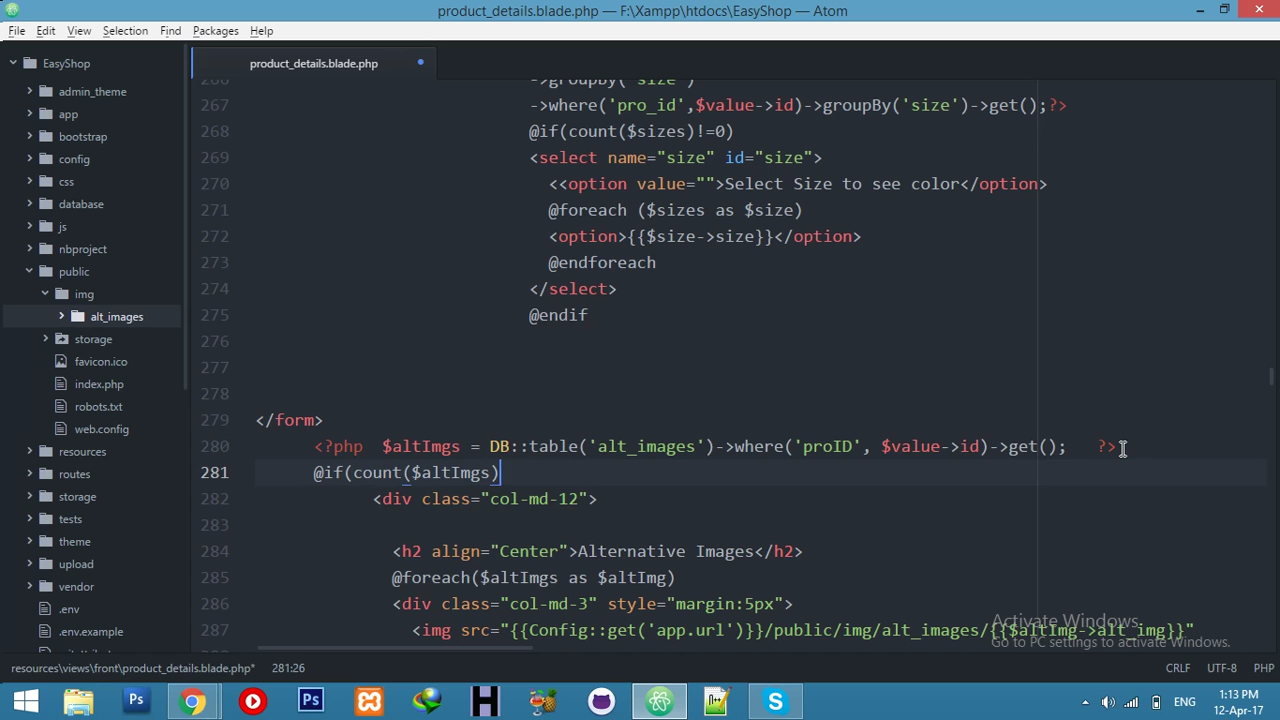 product_details.blade.php — F:\Xampp\htdocs\EasyShop — Atom
File Edit View Selection Find Packages Help
EasyShop
admin_theme
app
bootstrap
config
css
database
js
nbproject
public
img
alt_images
storage
favicon.ico
index.php
robots.txt
web.config
resources
routes
storage
tests
theme
upload
vendor
.env
.env.example
product_details.blade.php
266 ->groupBy('size')
267 ->where('pro_id',$value->id)->groupBy('size')->get();?>
268 @if(count($sizes)!=0)
269 <select name="size" id="size">
270 <<option value="">Select Size to see color</option>
271 @foreach ($sizes as $size)
272 <option>{{$size->size}}</option>
273 @endforeach
274 </select>
275 @endif
276
277
278
279 </form>
280 <?php $altImgs = DB::table('alt_images')->where('proID', $value->id)->get(); ?>
281 @if(count($altImgs)
282 <div class="col-md-12">
283
284 <h2 align="Center">Alternative Images</h2>
285 @foreach($altImgs as $altImg)
286 <div class="col-md-3" style="margin:5px">
287 <img src="{{Config::get('app.url')}}/public/img/alt_images/{{$altImg->alt_img}}"
Activate Windows
Go to PC settings to activate Windows.
resources\views\front\product_details.blade.php* 281:26 CRLF UTF-8 PHP
Ps Ps H S ENG 1:13 PM
12-Apr-17